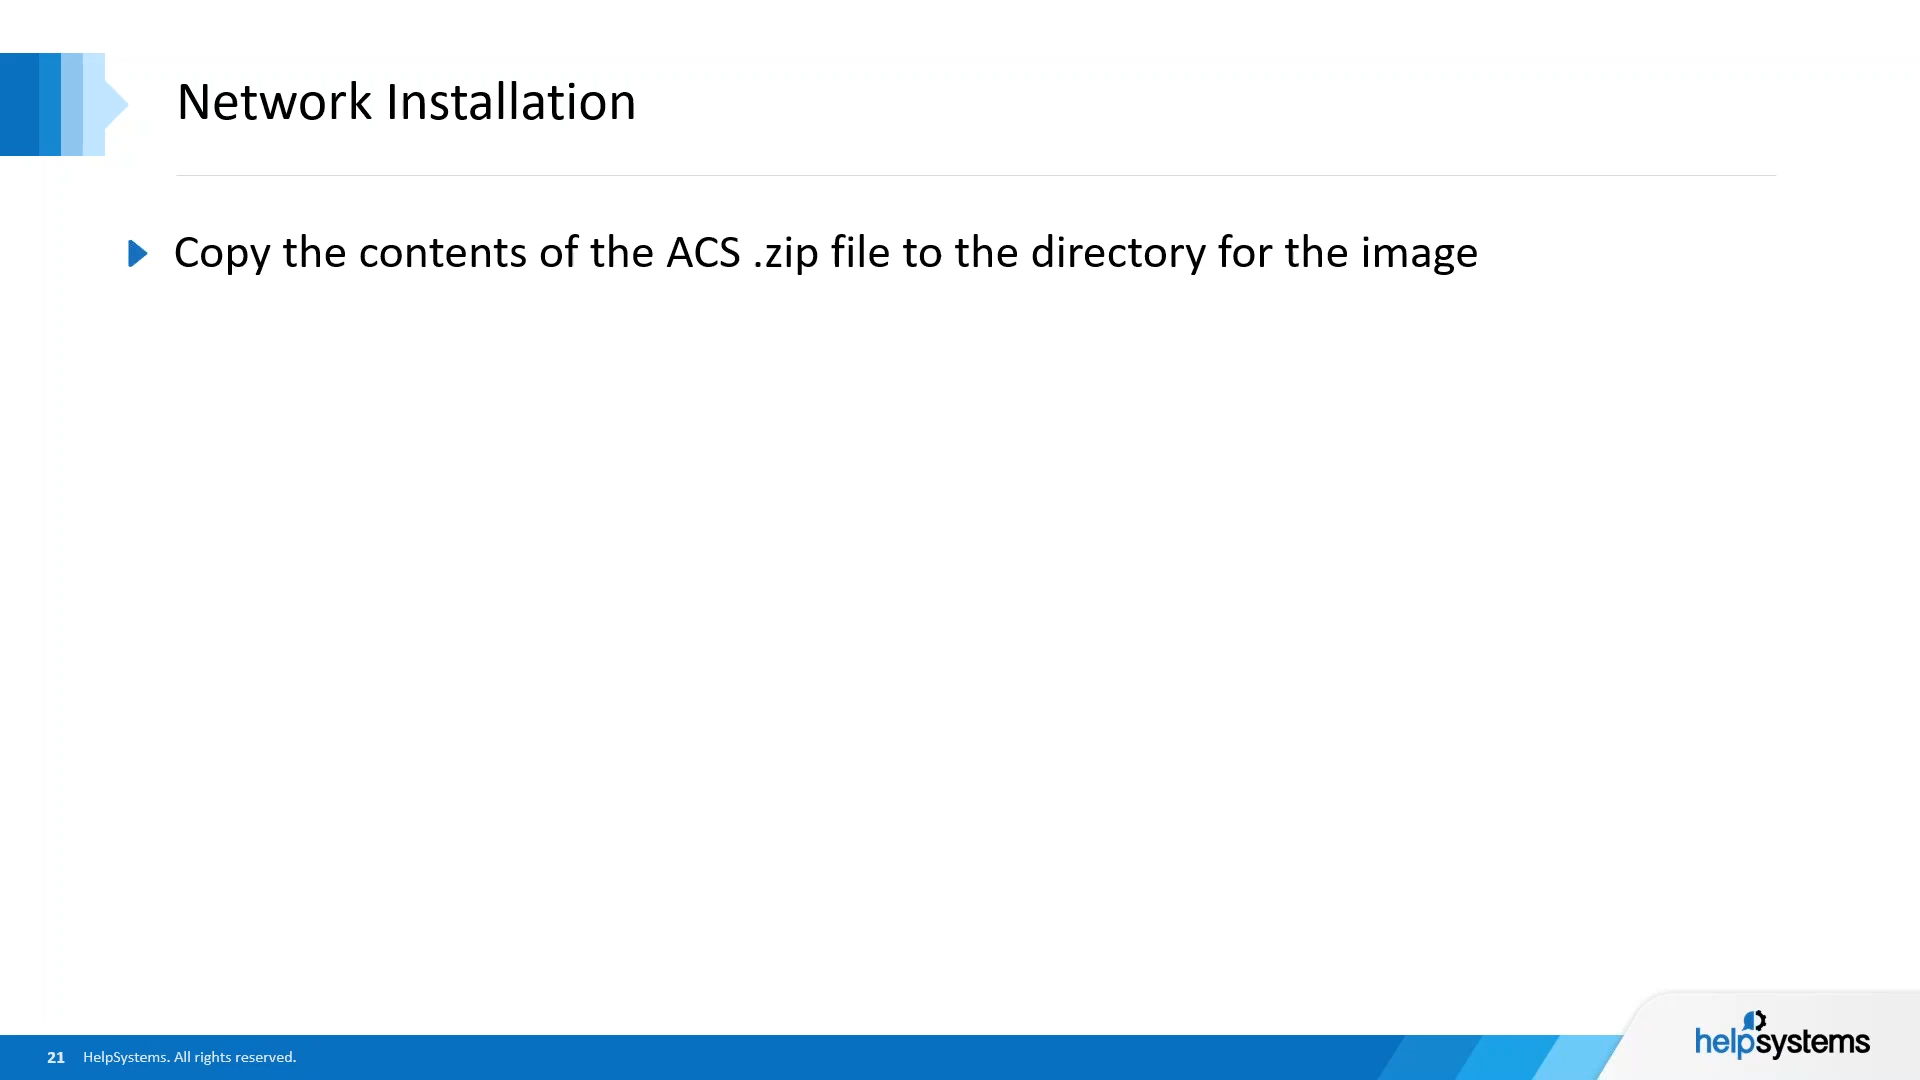 Network Installation
Copy the contents of the ACS .zip file to the directory for the image
21 HelpSystems. All rights reserved.
helpsystems